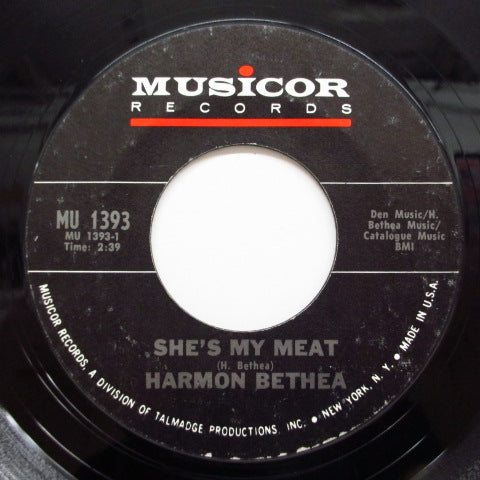 MUSICOR
RECORDS
MU 1393
MU 1393-1
Time: 2:39
Den Music/H.
Bethea Music/
Catalogue Music
BMI
SHE'S MY MEAT
(H. Bethea)
HARMON BETHEA
MUSICOR RECORDS, A DIVISION OF TALMADGE PRODUCTIONS, INC. • NEW YORK, N. Y. • MADE IN U.S.A.